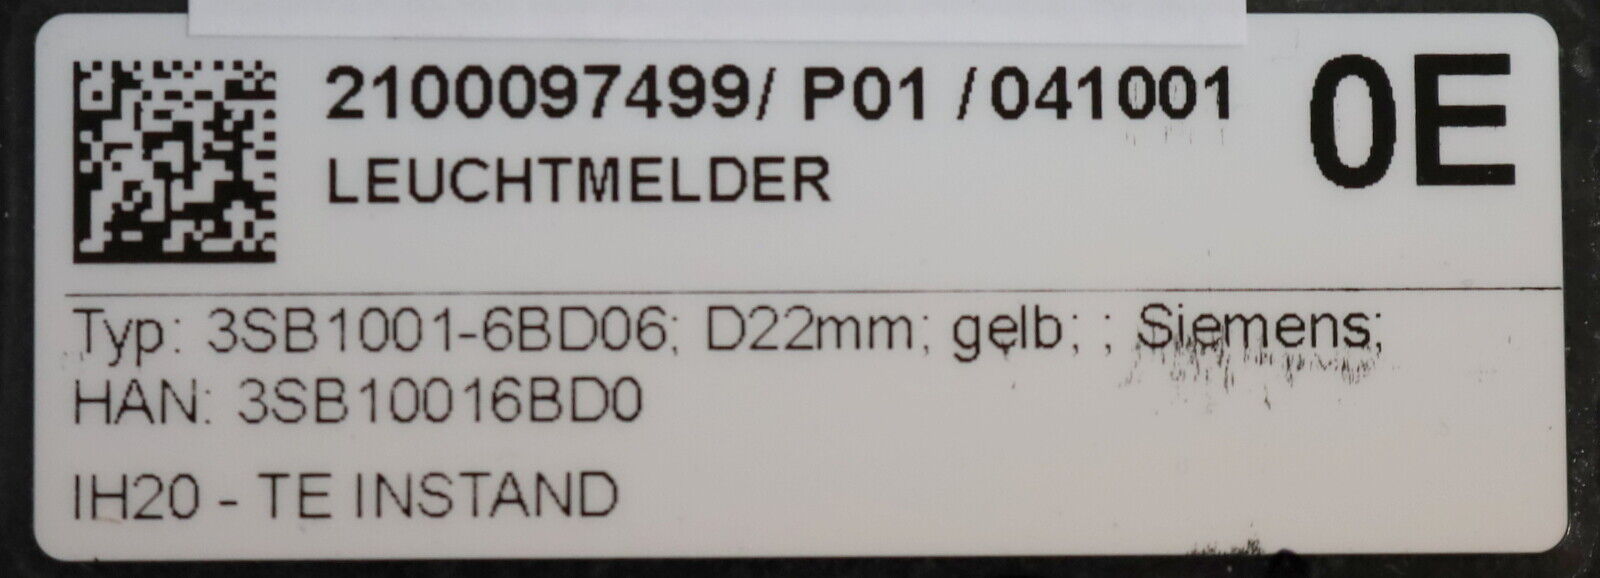 2100097499/ P01 / 041001
0E
LEUCHTMELDER
Typ: 3SB1001-6BD06; D22mm; gelb; ; Siemens;
HAN: 3SB10016BD0
IH20 - TE INSTAND